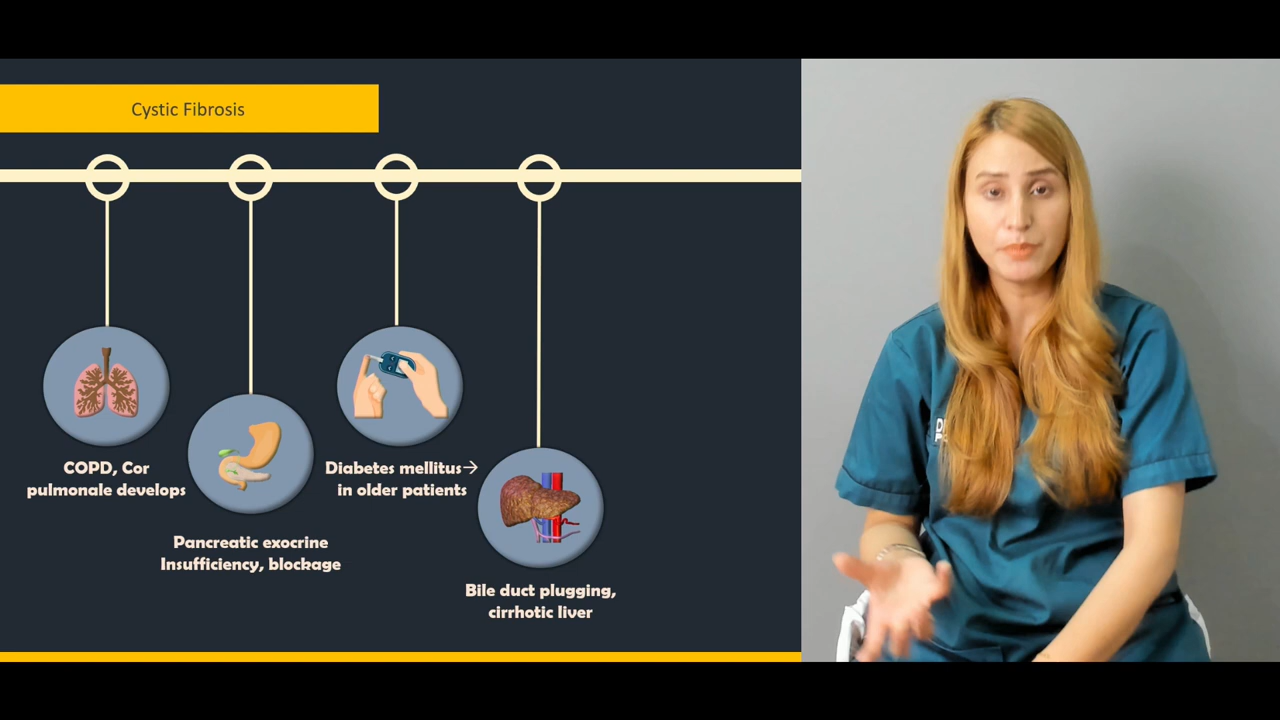 Cystic Fibrosis
COPD, Cor
pulmonale develops
Pancreatic exocrine
Insufficiency, blockage
Diabetes mellitus→
in older patients
Bile duct plugging,
cirrhotic liver